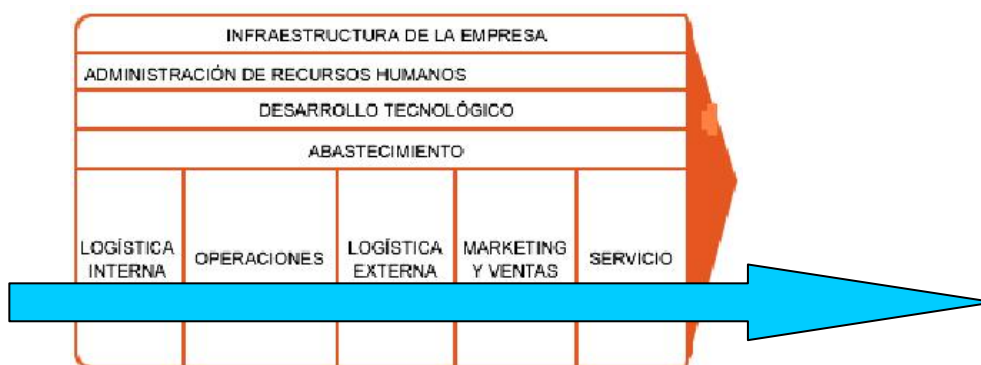 INFRAESTRUCTURA DE LA EMPRESA
ADMINISTRACIÓN DE RECURSOS HUMANOS
DESARROLLO TECNOLÓGICO
ABASTECIMIENTO
LOGÍSTICA
INTERNA
OPERACIONES
LOGÍSTICA
EXTERNA
MARKETING
Y VENTAS
SERVICIO